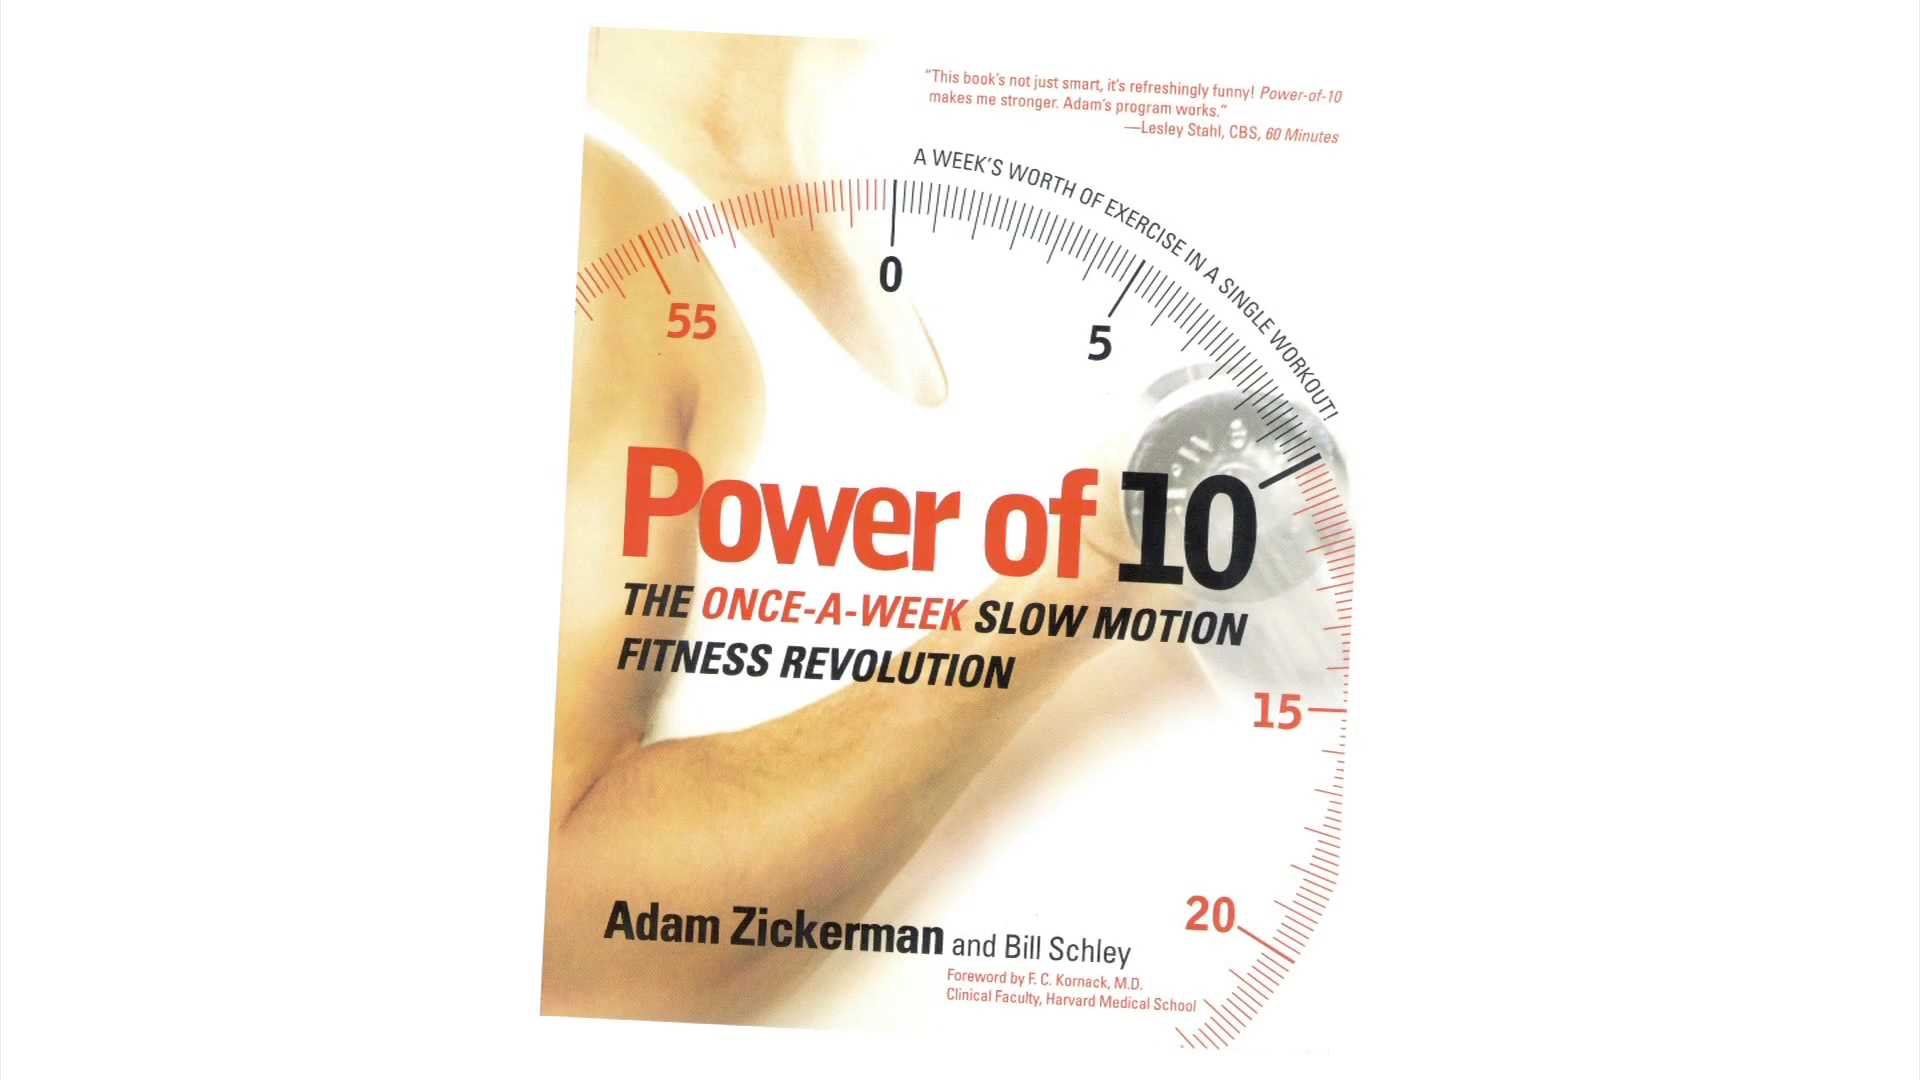 “This book’s not just smart, it’s refreshingly funny! Power-of-10
makes me stronger. Adam’s program works.”
—Lesley Stahl, CBS, 60 Minutes
A WEEK’S WORTH OF EXERCISE IN A SINGLE WORKOUT!
0
55
5
Power of 10
THE ONCE-A-WEEK SLOW MOTION
FITNESS REVOLUTION
15
20
Adam Zickerman and Bill Schley
Foreword by F. C. Kornack, M.D.
Clinical Faculty, Harvard Medical School